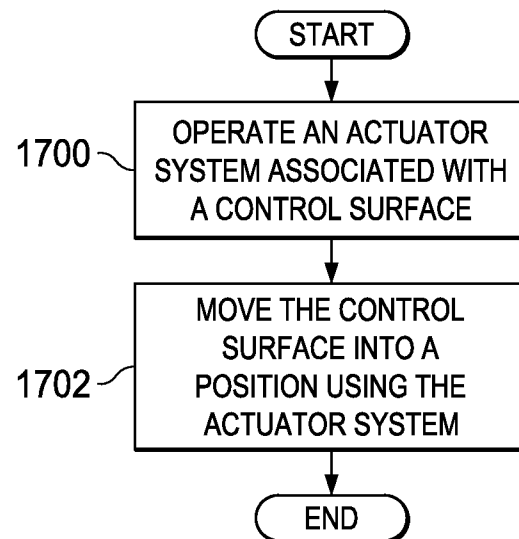 START
1700
OPERATE AN ACTUATOR
SYSTEM ASSOCIATED WITH
A CONTROL SURFACE
1702
MOVE THE CONTROL
SURFACE INTO A
POSITION USING THE
ACTUATOR SYSTEM
END